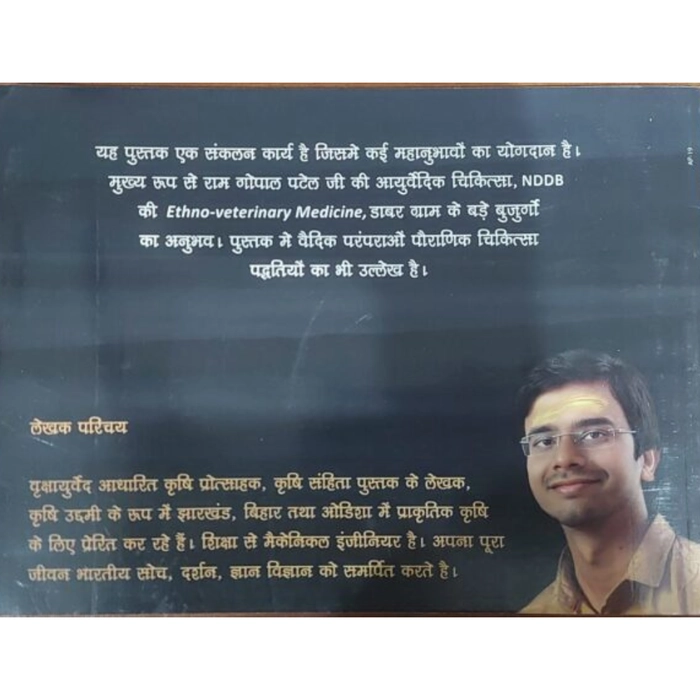 यह पुस्तक एक संकलन कार्य है जिसमे कई महानुभावों का योगदान है।
मुख्य रूप से राम गोपाल पटेल जी की आयुर्वेदिक चिकित्सा, NDDB
की Ethno-veterinary Medicine, डाबर ग्राम के बड़े बुजुर्गो
का अनुभव। पुस्तक मे वैदिक परंपराओं पौराणिक चिकित्सा
पद्धतियों का भी उल्लेख है।
लेखक परिचय
वृक्षायुर्वेद आधारित कृषि प्रोत्साहक, कृषि संहिता पुस्तक के लेखक,
कृषि उद्दमी के रूप में झारखंड, बिहार तथा ओडिशा में प्राकृतिक कृषि
के लिए प्रेरित कर रहे हैं। शिक्षा से मैकेनिकल इंजीनियर है। अपना पूरा
जीवन भारतीय सोच, दर्शन, ज्ञान विज्ञान को समर्पित करते है।